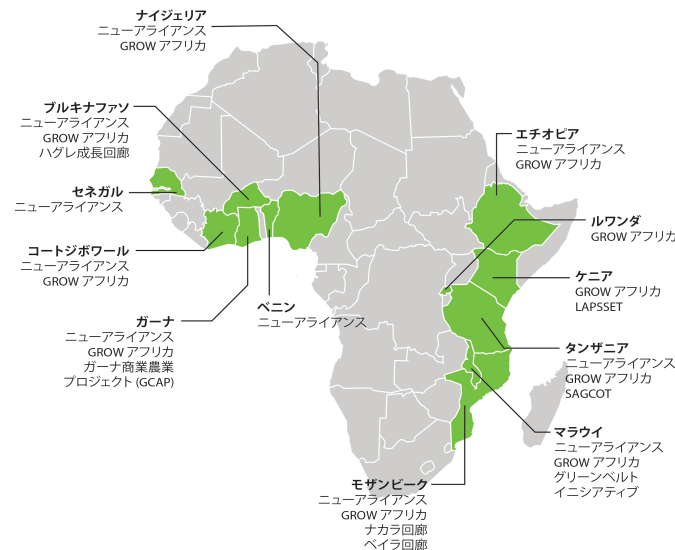 ナイジェリア
ニューアライアンス
GROW アフリカ
ブルキナファソ
ニューアライアンス
GROW アフリカ
ハグレ成長回廊
セネガル
ニューアライアンス
コートジボワール
ニューアライアンス
GROW アフリカ
ガーナ
ニューアライアンス
GROW アフリカ
ガーナ商業農業
プロジェクト (GCAP)
ベニン
ニューアライアンス
エチオピア
ニューアライアンス
GROW アフリカ
ルワンダ
GROW アフリカ
ケニア
GROW アフリカ
LAPSSET
タンザニア
ニューアライアンス
GROW アフリカ
SAGCOT
マラウイ
ニューアライアンス
GROW アフリカ
グリーンベルト
イニシアティブ
モザンビーク
ニューアライアンス
GROW アフリカ
ナカラ回廊
ベイラ回廊